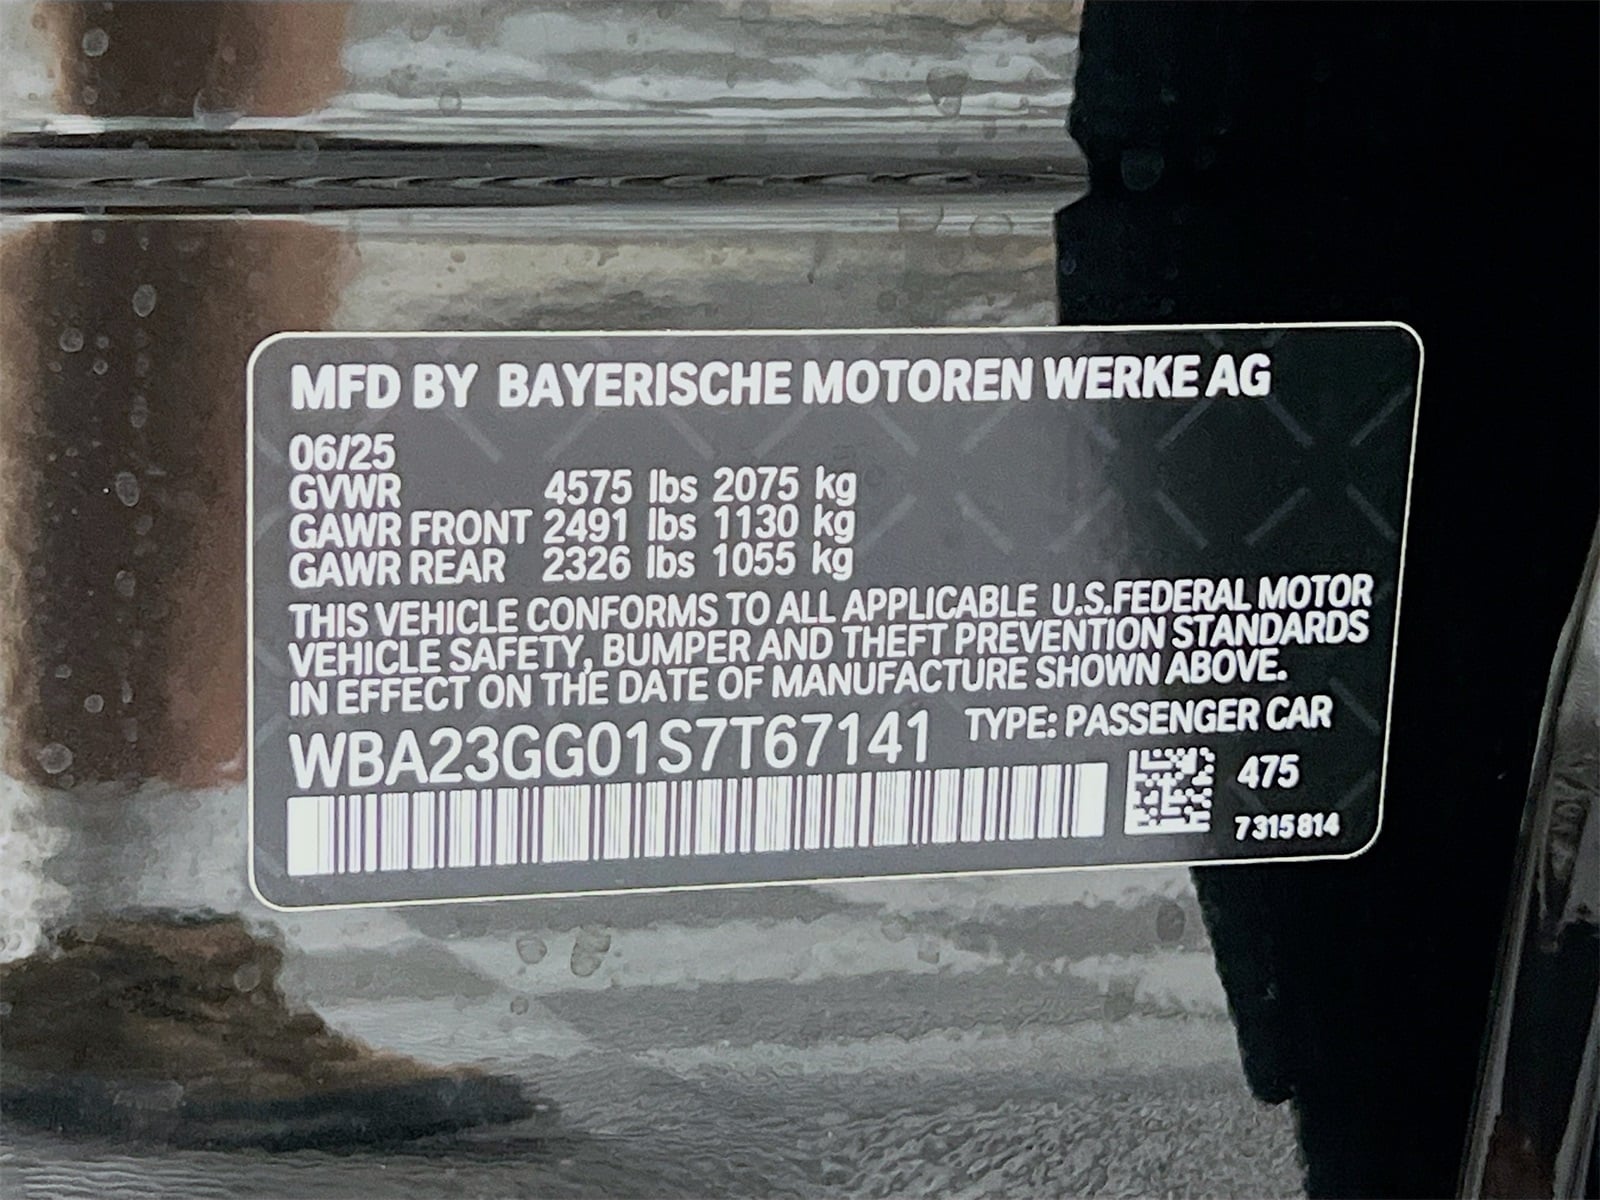 MFD BY BAYERISCHE MOTOREN WERKE AG
06/25
GVWR 4575 lbs 2075 kg
GAWR FRONT 2491 lbs 1130 kg
GAWR REAR 2326 lbs 1055 kg
THIS VEHICLE CONFORMS TO ALL APPLICABLE U.S.FEDERAL MOTOR
VEHICLE SAFETY, BUMPER AND THEFT PREVENTION STANDARDS
IN EFFECT ON THE DATE OF MANUFACTURE SHOWN ABOVE.
WBA23GG01S7T67141 TYPE: PASSENGER CAR
475
7315814